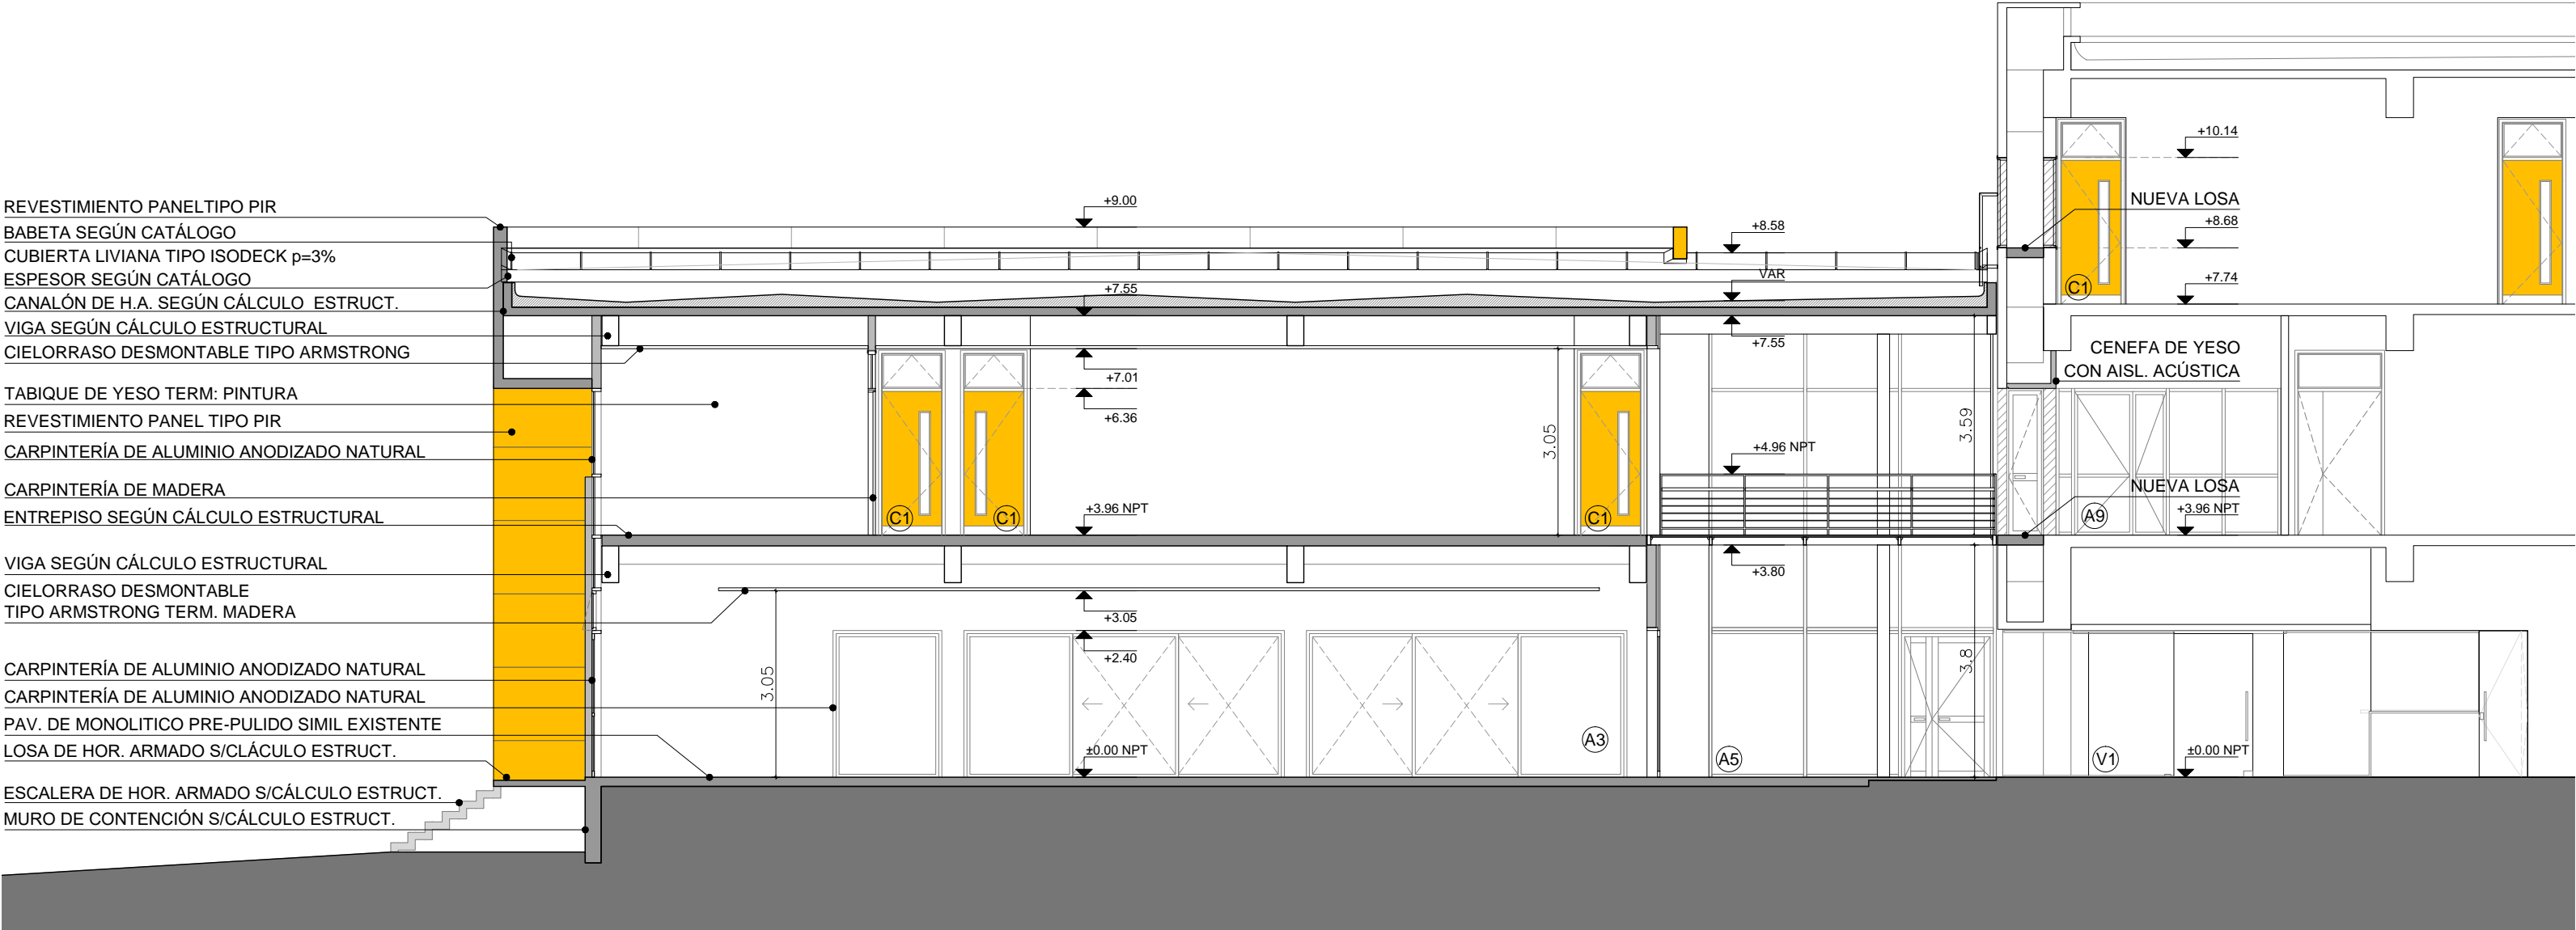 REVESTIMIENTO PANELTIPO PIR
BABETA SEGÚN CATÁLOGO
CUBIERTA LIVIANA TIPO ISODECK p=3%
ESPESOR SEGÚN CATÁLOGO
CANALÓN DE H.A. SEGÚN CÁLCULO ESTRUCT.
VIGA SEGÚN CÁLCULO ESTRUCTURAL
CIELORRASO DESMONTABLE TIPO ARMSTRONG
TABIQUE DE YESO TERM: PINTURA
REVESTIMIENTO PANEL TIPO PIR
CARPINTERÍA DE ALUMINIO ANODIZADO NATURAL
CARPINTERÍA DE MADERA
ENTREPISO SEGÚN CÁLCULO ESTRUCTURAL
VIGA SEGÚN CÁLCULO ESTRUCTURAL
CIELORRASO DESMONTABLE
TIPO ARMSTRONG TERM. MADERA
CARPINTERÍA DE ALUMINIO ANODIZADO NATURAL
CARPINTERÍA DE ALUMINIO ANODIZADO NATURAL
PAV. DE MONOLITICO PRE-PULIDO SIMIL EXISTENTE
LOSA DE HOR. ARMADO S/CLÁCULO ESTRUCT.
ESCALERA DE HOR. ARMADO S/CÁLCULO ESTRUCT.
MURO DE CONTENCIÓN S/CÁLCULO ESTRUCT.
+9.00
+7.55
+7.01
+6.36
+3.96 NPT
C1
C1
C1
3.05
+3.05
+2.40
3.05
±0.00 NPT
A3
+8.58
VAR
+7.55
3.59
+4.96 NPT
+3.80
3.8
A5
+10.14
NUEVA LOSA
+8.68
+7.74
C1
CENEFA DE YESO
CON AISL. ACÚSTICA
NUEVA LOSA
+3.96 NPT
A9
±0.00 NPT
V1